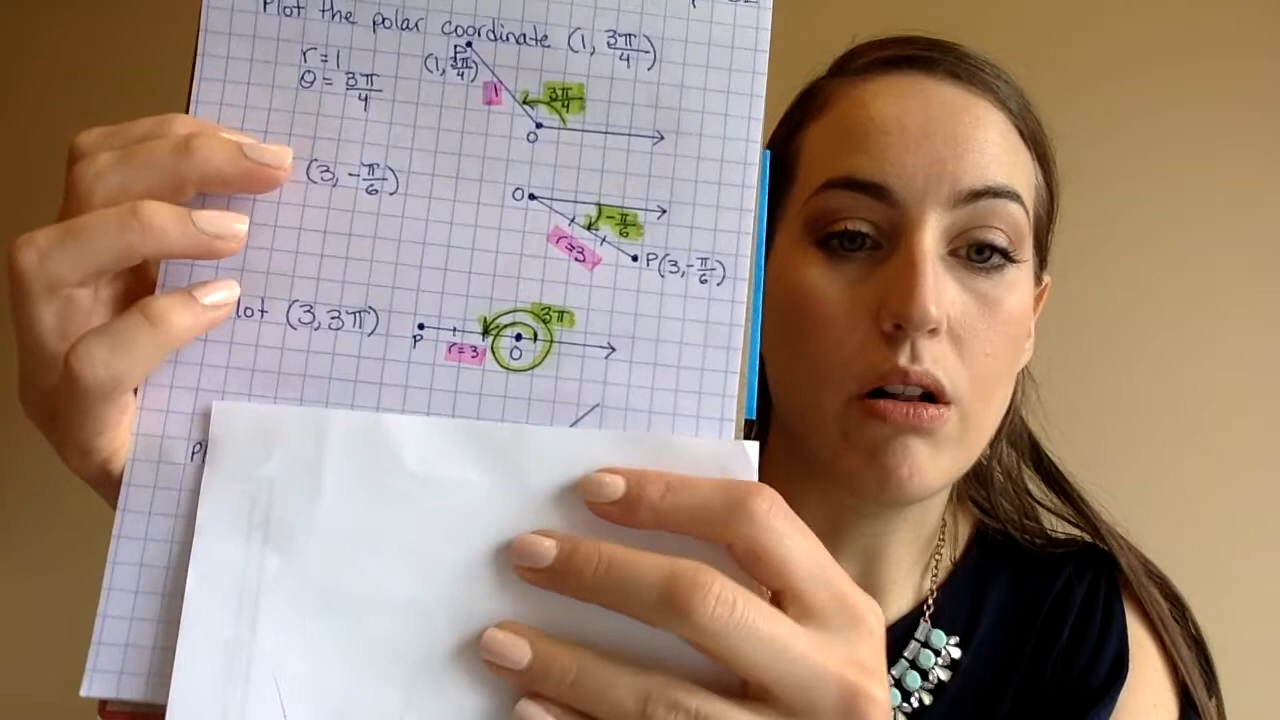 Plot the polar coordinate (1, 3π/4)
r=1
θ = 3π/4
P
(1, 3π/4)
1
3π/4
O
(3, -π/6)
O
-π/6
r=3
P(3, -π/6)
lot (3, 3π)
3π
P
r=3
O